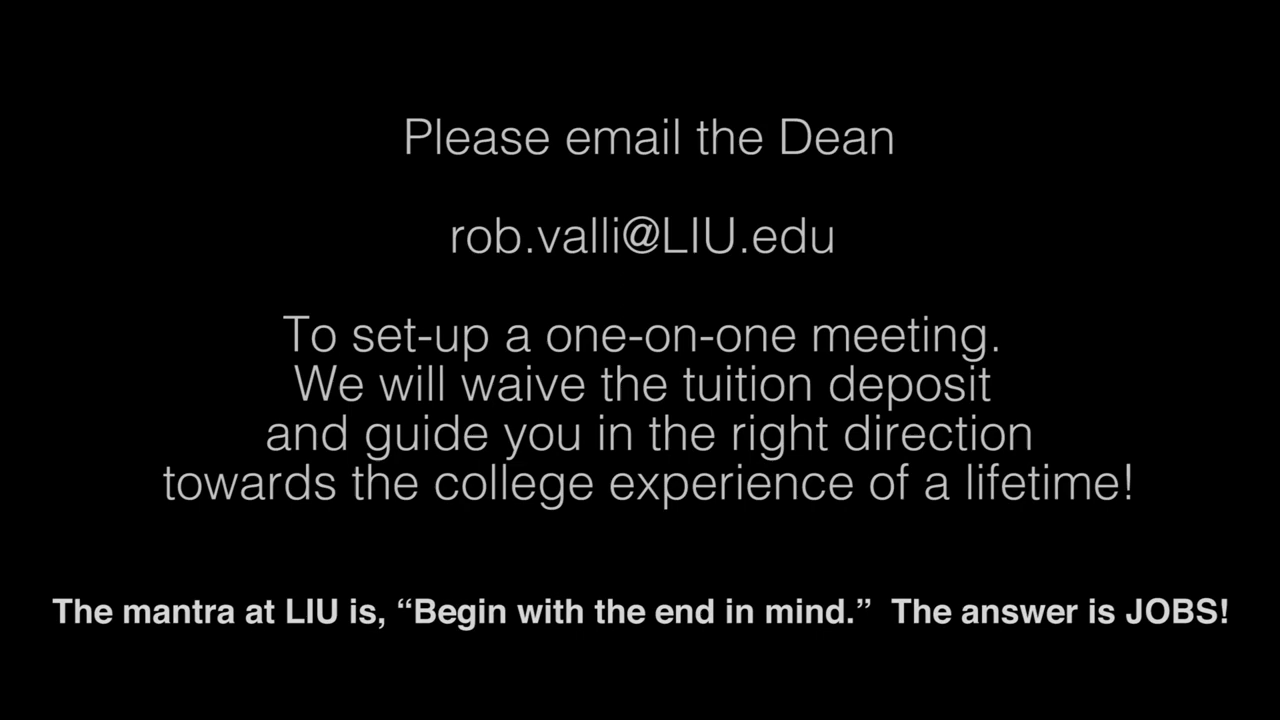 Please email the Dean
rob.valli@LIU.edu
To set-up a one-on-one meeting.
We will waive the tuition deposit
and guide you in the right direction
towards the college experience of a lifetime!
The mantra at LIU is, “Begin with the end in mind.”  The answer is JOBS!